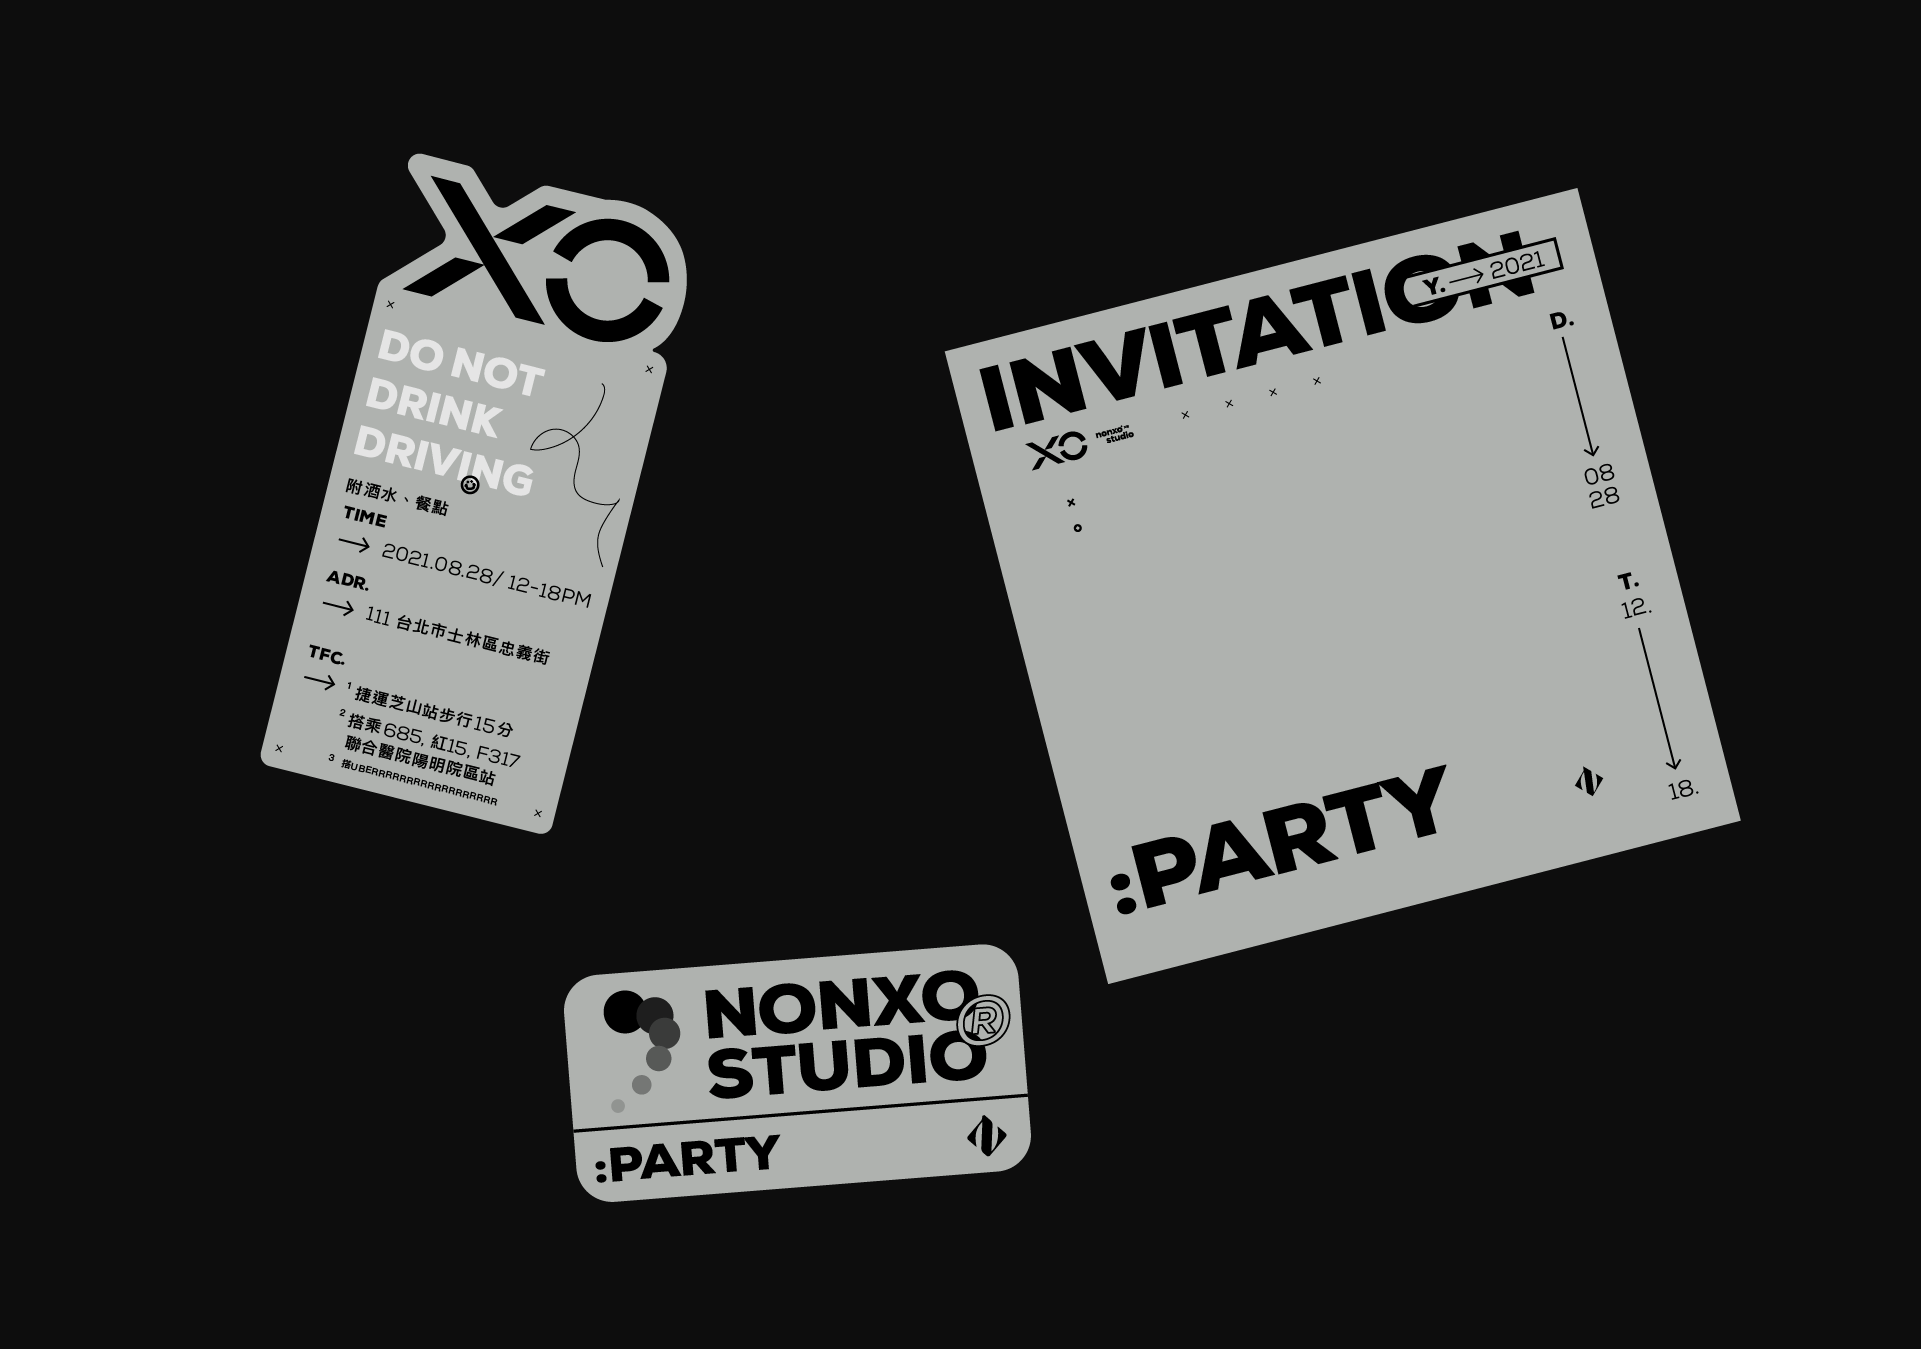 XO
DO NOT
DRINK
DRIVING
附酒水、餐點
TIME
→ 2021.08.28/ 12-18PM
ADR.
→ 111 台北市士林區忠義街
TFC.
→ 1 捷運芝山站步行15分
2 搭乘685, 紅15, F317
聯合醫院陽明院區站
3 搭UBERRRRRRRRRRRRRRRRRR
INVITATION
Y. → 2021
XO nonxo™
studio
D.
08
28
T.
12.
18.
:PARTY
NONXO®
STUDIO
:PARTY